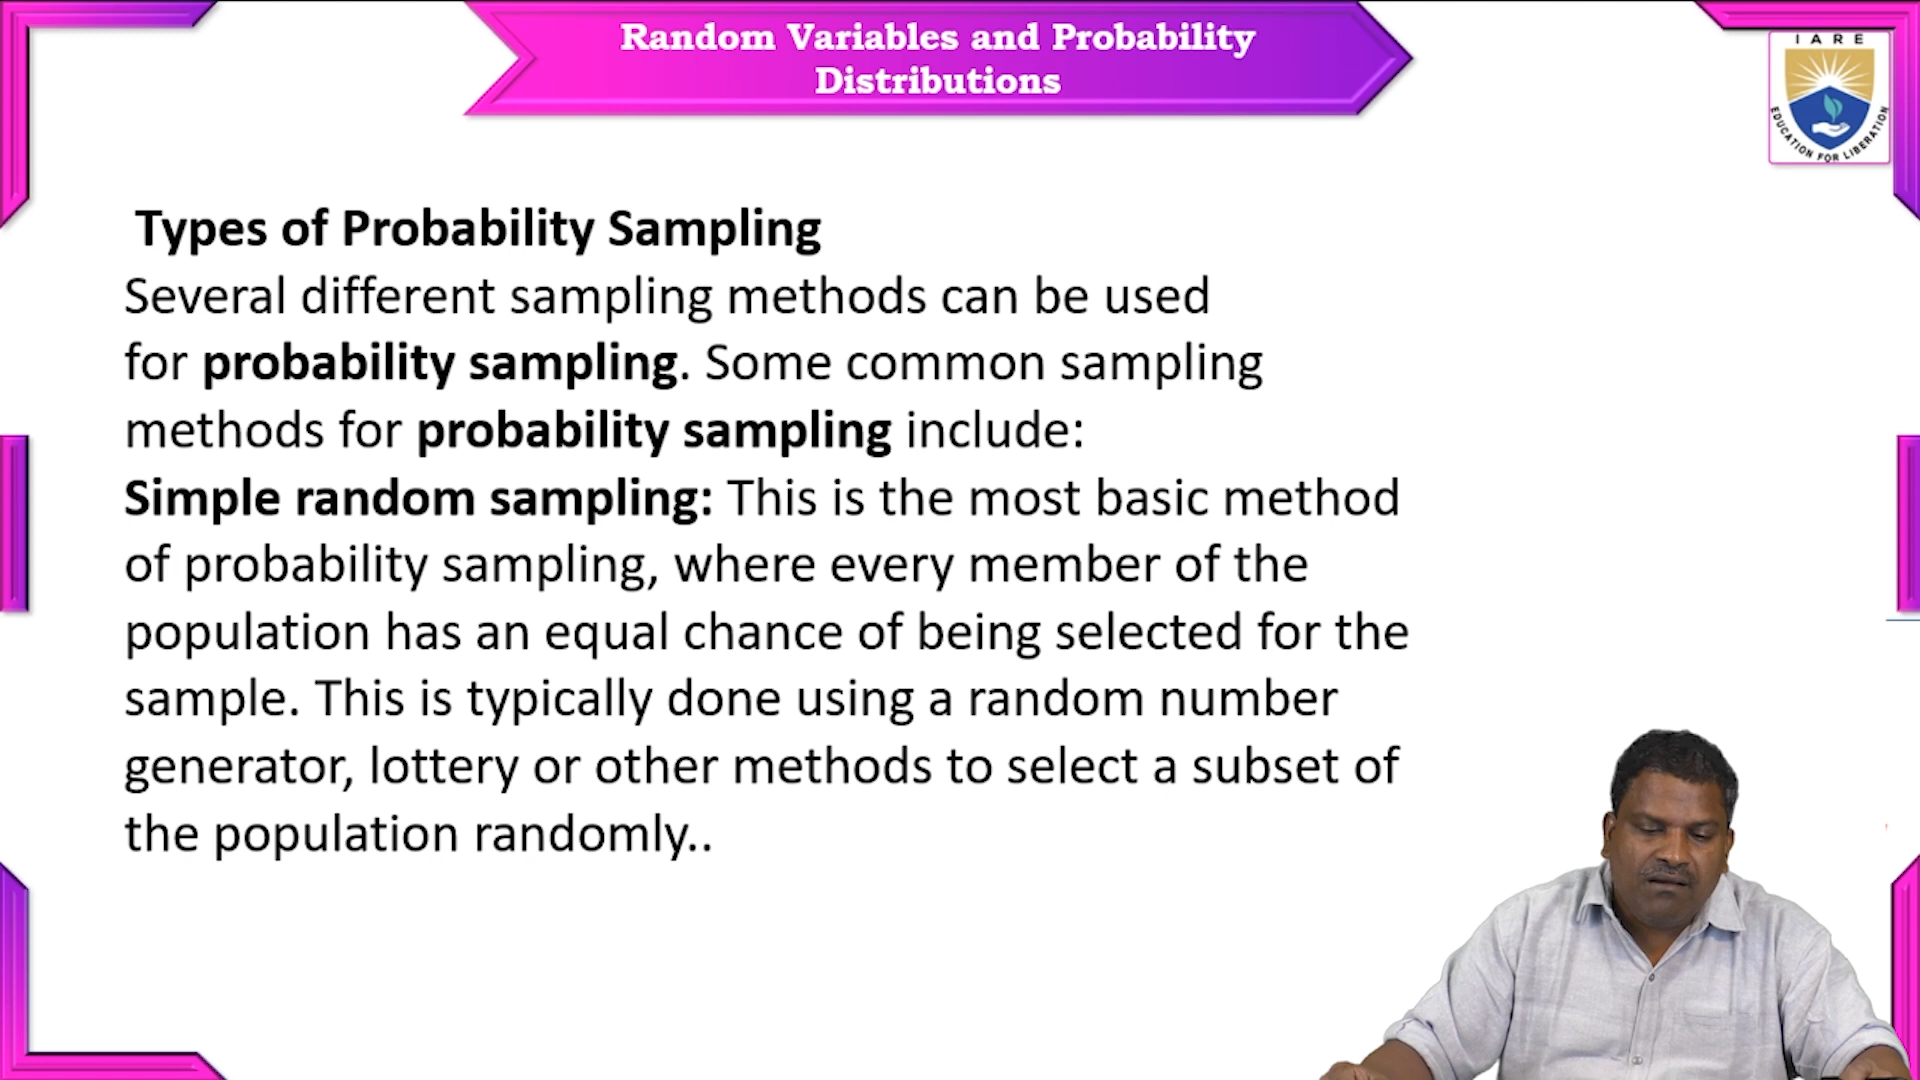 Random Variables and Probability
Distributions
I A R E
EDUCATION FOR LIBERATION
Types of Probability Sampling
Several different sampling methods can be used
for probability sampling. Some common sampling
methods for probability sampling include:
Simple random sampling: This is the most basic method
of probability sampling, where every member of the
population has an equal chance of being selected for the
sample. This is typically done using a random number
generator, lottery or other methods to select a subset of
the population randomly..